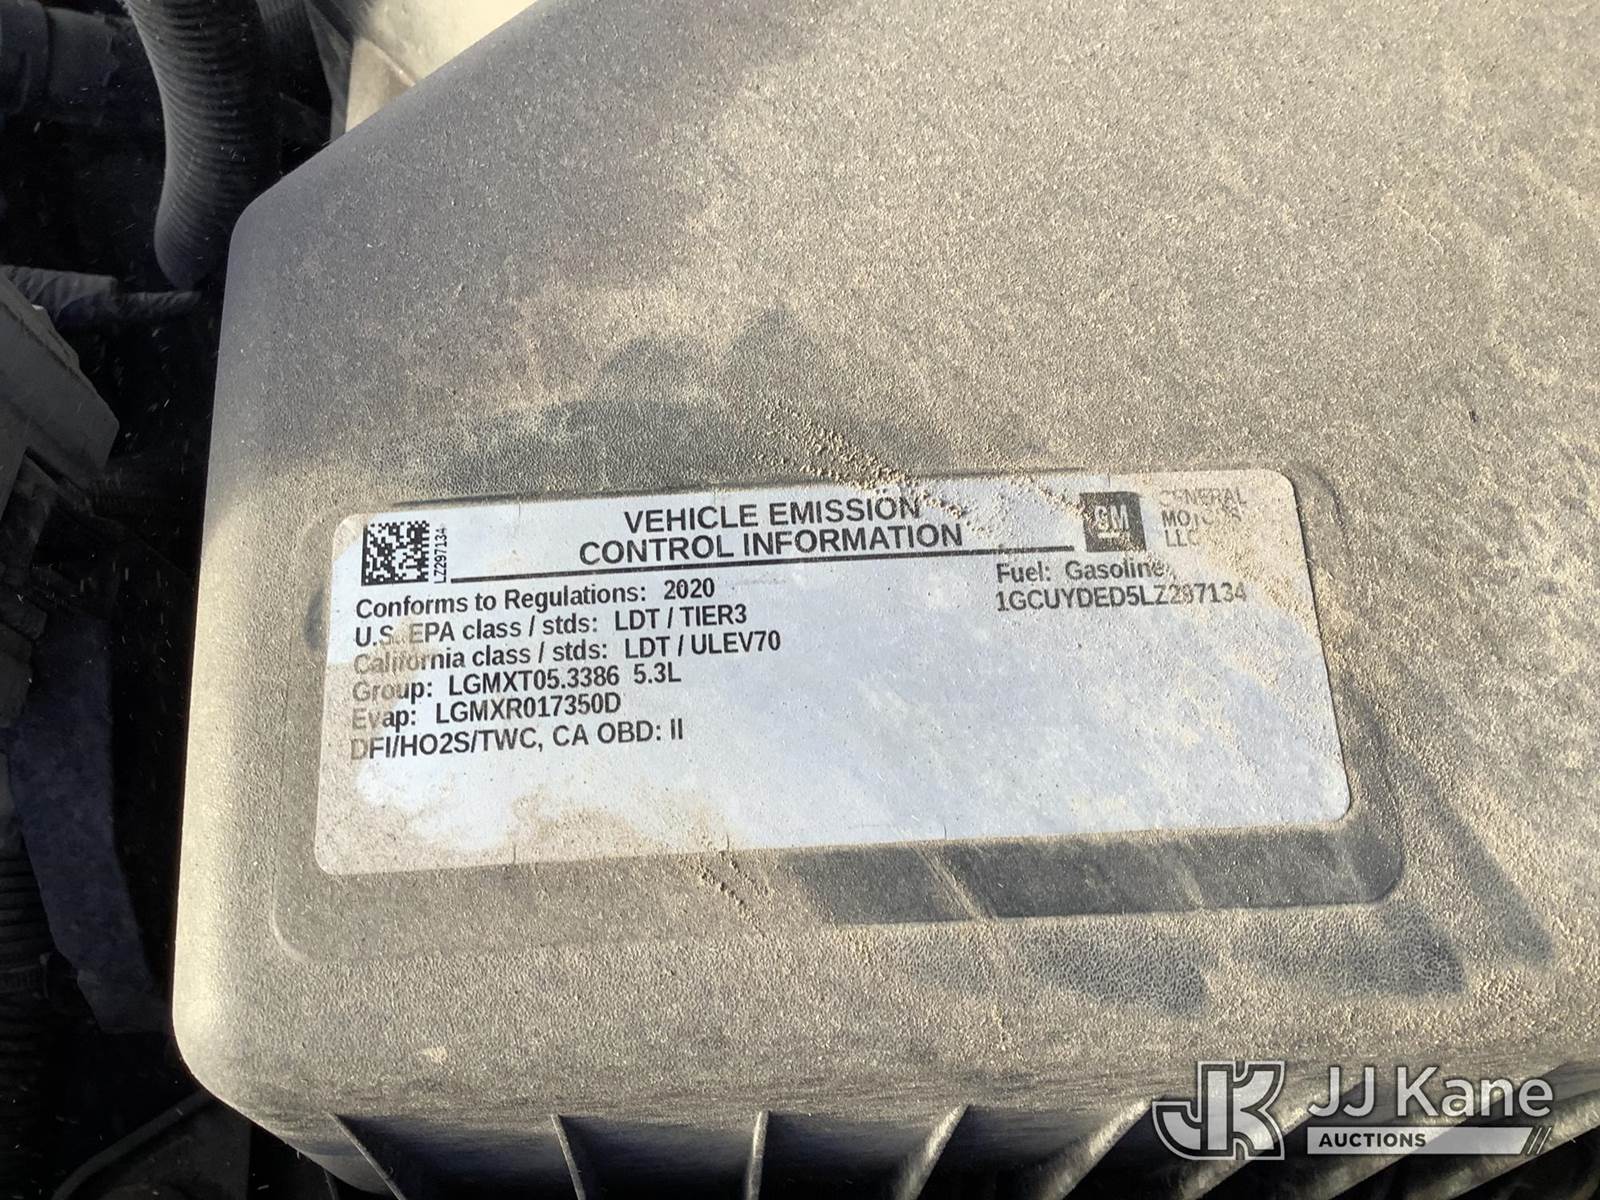 LZ297134
VEHICLE EMISSION
CONTROL INFORMATION
GM
GENERAL
MOTORS
LLC
Conforms to Regulations: 2020
U.S. EPA class / stds: LDT / TIER3
California class / stds: LDT / ULEV70
Group: LGMXT05.3386 5.3L
Evap: LGMXR017350D
DFI/HO2S/TWC, CA OBD: II
Fuel: Gasoline
1GCUYDED5LZ297134
JK JJ Kane
AUCTIONS